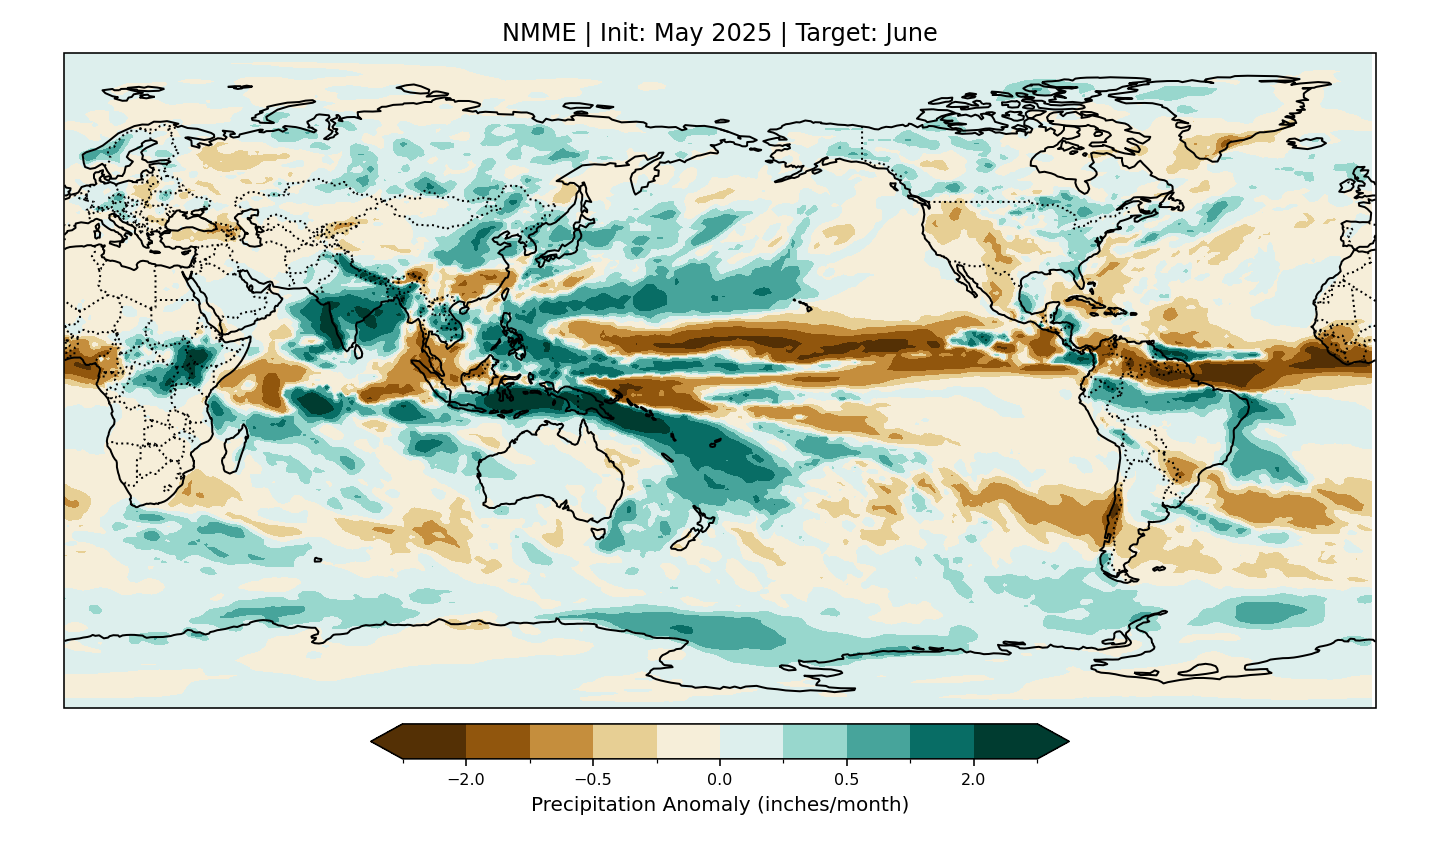 NMME | Init: May 2025 | Target: June
−2.0 −0.5 0.0 0.5 2.0
Precipitation Anomaly (inches/month)